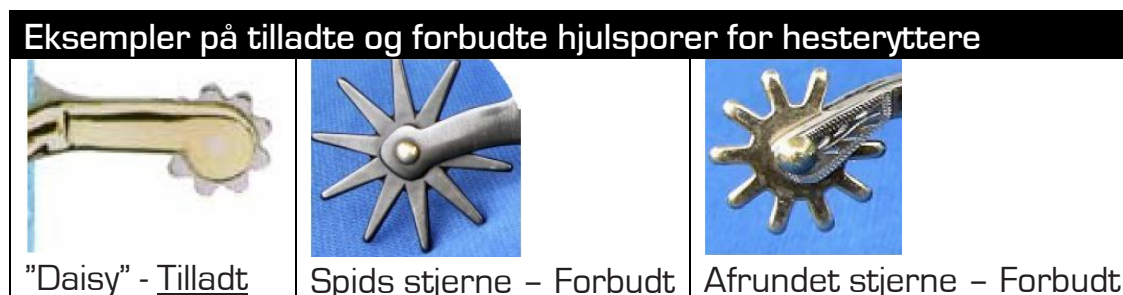 Eksempler på tilladte og forbudte hjulsporer for hesteryttere
”Daisy” - Tilladt
Spids stjerne – Forbudt
Afrundet stjerne – Forbudt